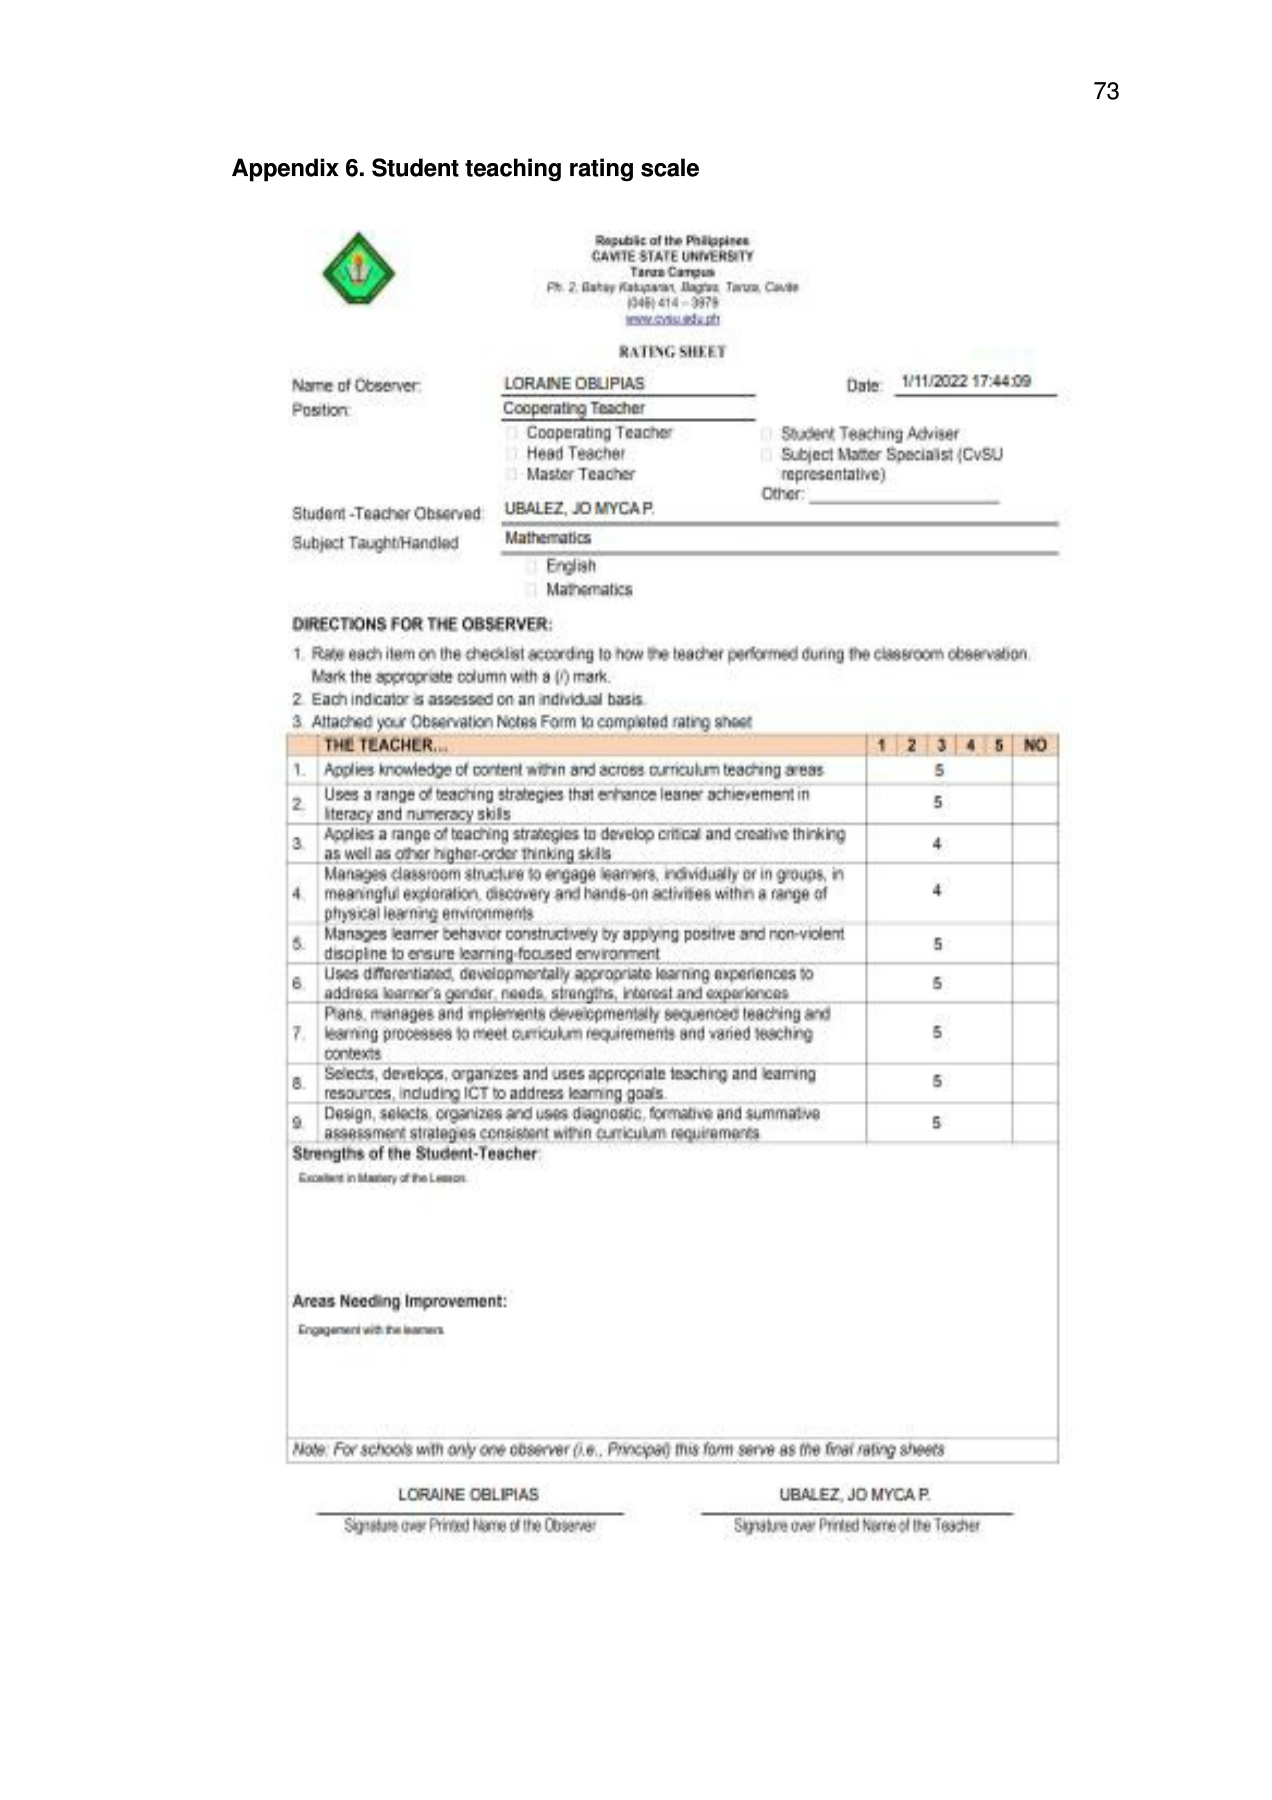 73
Appendix 6. Student teaching rating scale
Republic of the Philippines
CAVITE STATE UNIVERSITY
Tanza Campus
Ph. 2, Bahay Katuparan, Bagtas, Tanza, Cavite
(046) 414 – 3979
www.cvsu.edu.ph
RATING SHEET
Name of Observer: LORAINE OBLIPIAS Date: 1/11/2022 17:44:09
Position: Cooperating Teacher
Cooperating Teacher Student Teaching Adviser
Head Teacher Subject Matter Specialist (CvSU
Master Teacher representative)
Other:
Student -Teacher Observed: UBALEZ, JO MYCA P.
Subject Taught/Handled Mathematics
English
Mathematics
DIRECTIONS FOR THE OBSERVER:
1. Rate each item on the checklist according to how the teacher performed during the classroom observation.
Mark the appropriate column with a (/) mark.
2. Each indicator is assessed on an individual basis.
3. Attached your Observation Notes Form to completed rating sheet
THE TEACHER... 1 2 3 4 5 NO
1. Applies knowledge of content within and across curriculum teaching areas 5
2. Uses a range of teaching strategies that enhance leaner achievement in
literacy and numeracy skills 5
3. Applies a range of teaching strategies to develop critical and creative thinking
as well as other higher-order thinking skills 4
4. Manages classroom structure to engage learners, individually or in groups, in
meaningful exploration, discovery and hands-on activities within a range of 4
physical learning environments
5. Manages learner behavior constructively by applying positive and non-violent
discipline to ensure learning-focused environment 5
6. Uses differentiated, developmentally appropriate learning experiences to
address learner's gender, needs, strengths, interest and experiences 5
7. Plans, manages and implements developmentally sequenced teaching and
learning processes to meet curriculum requirements and varied teaching 5
contexts
8. Selects, develops, organizes and uses appropriate teaching and learning
resources, including ICT to address learning goals. 5
9. Design, selects, organizes and uses diagnostic, formative and summative
assessment strategies consistent within curriculum requirements 5
Strengths of the Student-Teacher:
Excellent in Mastery of the Lesson.
Areas Needing Improvement:
Engagement with the learners.
Note: For schools with only one observer (i.e., Principal) this form serve as the final rating sheets
LORAINE OBLIPIAS UBALEZ, JO MYCA P.
Signature over Printed Name of the Observer Signature over Printed Name of the Teacher